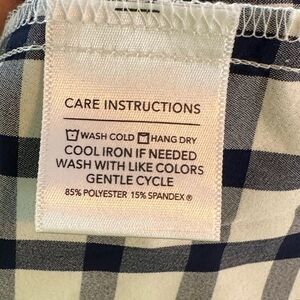 CARE INSTRUCTIONS
WASH COLD HANG DRY
COOL IRON IF NEEDED
WASH WITH LIKE COLORS
GENTLE CYCLE
85% POLYESTER 15% SPANDEX®